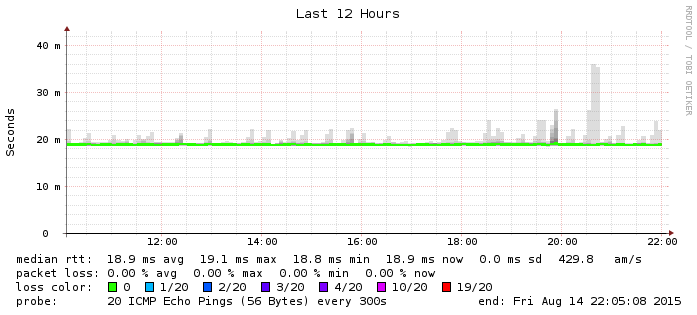 Last 12 Hours
RRDTOOL / TOBI OETIKER
Seconds
40 m
30 m
20 m
10 m
0
12:00 14:00 16:00 18:00 20:00 22:00
median rtt: 18.9 ms avg 19.1 ms max 18.8 ms min 18.9 ms now 0.0 ms sd 429.8 am/s
packet loss: 0.00 % avg 0.00 % max 0.00 % min 0.00 % now
loss color: 0 1/20 2/20 3/20 4/20 10/20 19/20
probe: 20 ICMP Echo Pings (56 Bytes) every 300s end: Fri Aug 14 22:05:08 2015